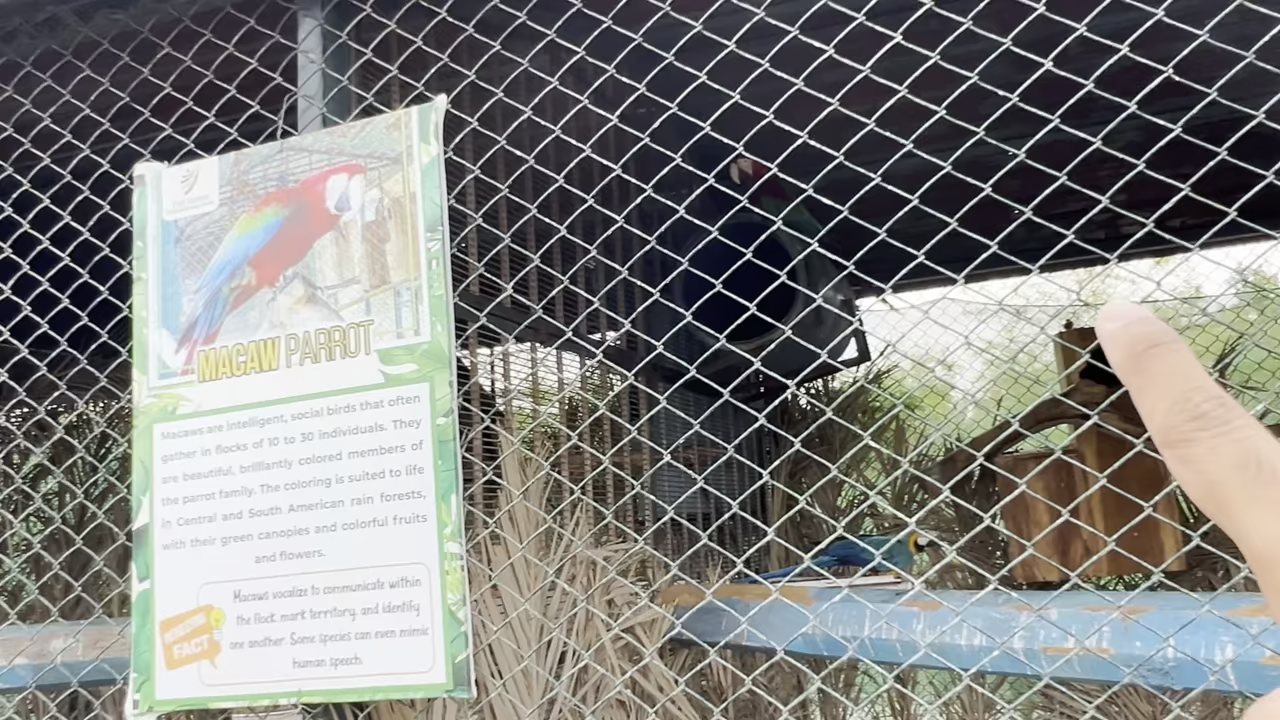 MACAW PARROT
Macaws are intelligent, social birds that often
gather in flocks of 10 to 30 individuals. They
are beautiful, brilliantly colored members of
the parrot family. The coloring is suited to life
in Central and South American rain forests,
with their green canopies and colorful fruits
and flowers.
FACT
Macaws vocalize to communicate within
the flock, mark territory, and identify
one another. Some species can even mimic
human speech.